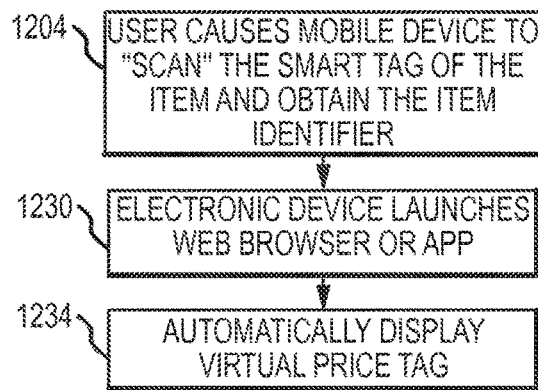 1204
USER CAUSES MOBILE DEVICE TO
"SCAN" THE SMART TAG OF THE
ITEM AND OBTAIN THE ITEM
IDENTIFIER
1230
ELECTRONIC DEVICE LAUNCHES
WEB BROWSER OR APP
1234
AUTOMATICALLY DISPLAY
VIRTUAL PRICE TAG